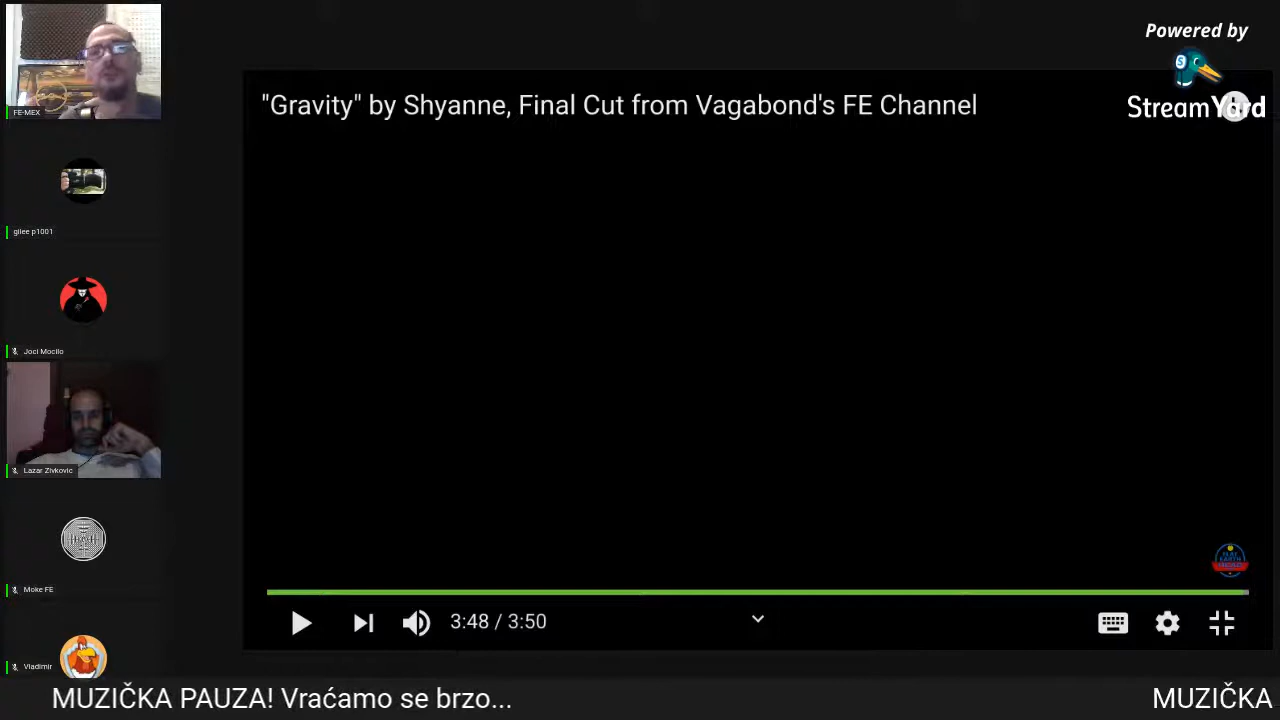 Powered by
StreamYard
"Gravity" by Shyanne, Final Cut from Vagabond's FE Channel
FE-MEX
gilee p1001
Joci Mocilo
Lazar Zivkovic
Moke FE
Vladimir
3:48 / 3:50
MUZIČKA PAUZA! Vraćamo se brzo...
MUZIČKA